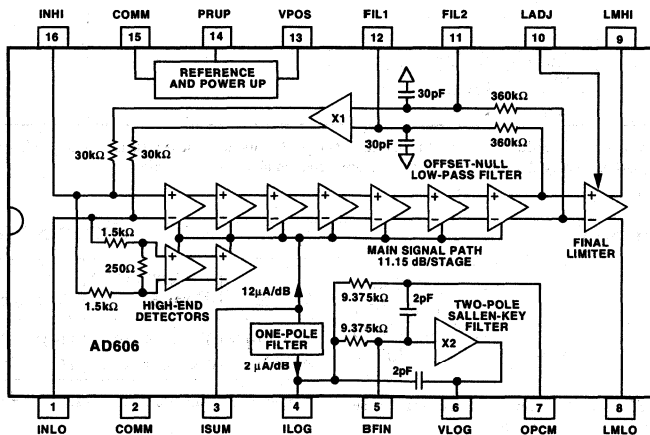 INHI COMM PRUP VPOS FIL1 FIL2 LADJ LMHI
16 15 14 13 12 11 10 9
REFERENCE
AND POWER UP
30pF
360kΩ
X1
30kΩ 30kΩ
30pF
360kΩ
OFFSET-NULL
LOW-PASS FILTER
1.5kΩ
250Ω
1.5kΩ
HIGH-END
DETECTORS
MAIN SIGNAL PATH
11.15 dB/STAGE
FINAL
LIMITER
12μA/dB
ONE-POLE
FILTER
2 μA/dB
9.375kΩ
9.375kΩ
2pF
TWO-POLE
SALLEN-KEY
FILTER
X2
2pF
AD606
1 2 3 4 5 6 7 8
INLO COMM ISUM ILOG BFIN VLOG OPCM LMLO